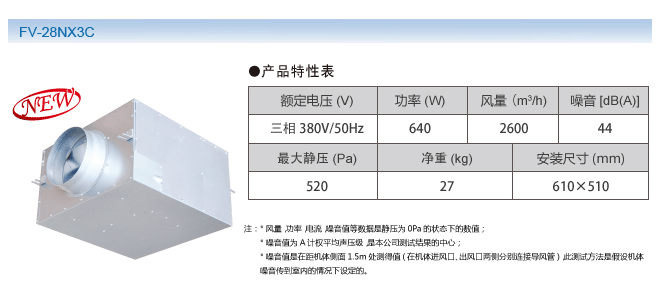 FV-28NX3C
NEW
●产品特性表
额定电压 (V) 功率 (W) 风量 (m³/h) 噪音 [dB(A)]
三相 380V/50Hz 640 2600 44
最大静压 (Pa) 净重 (kg) 安装尺寸 (mm)
520 27 610×510
注：* 风量 ,功率 ,电流 ,噪音值等数据是静压为 0Pa 的状态下的数值；
* 噪音值为 A 计权平均声压级 ,是本公司测试结果的中心；
* 噪音值是在距机体侧面 1.5m 处测得值 ( 在机体进风口、出风口两侧分别连接导风管 ) ,此测试方法是假设机体
噪音传到室内的情况下设定的。